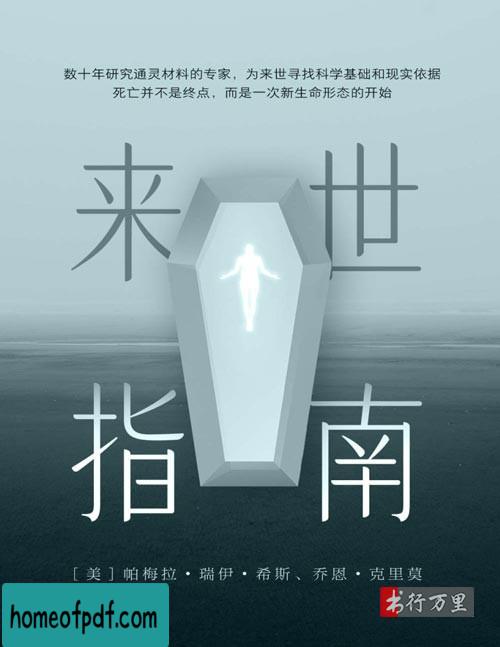 数十年研究通灵材料的专家，为来世寻找科学基础和现实依据
死亡并不是终点，而是一次新生命形态的开始
来世
指南
［美］帕梅拉·瑞伊·希斯、乔恩·克里莫
书行万里
homeofpdf.com